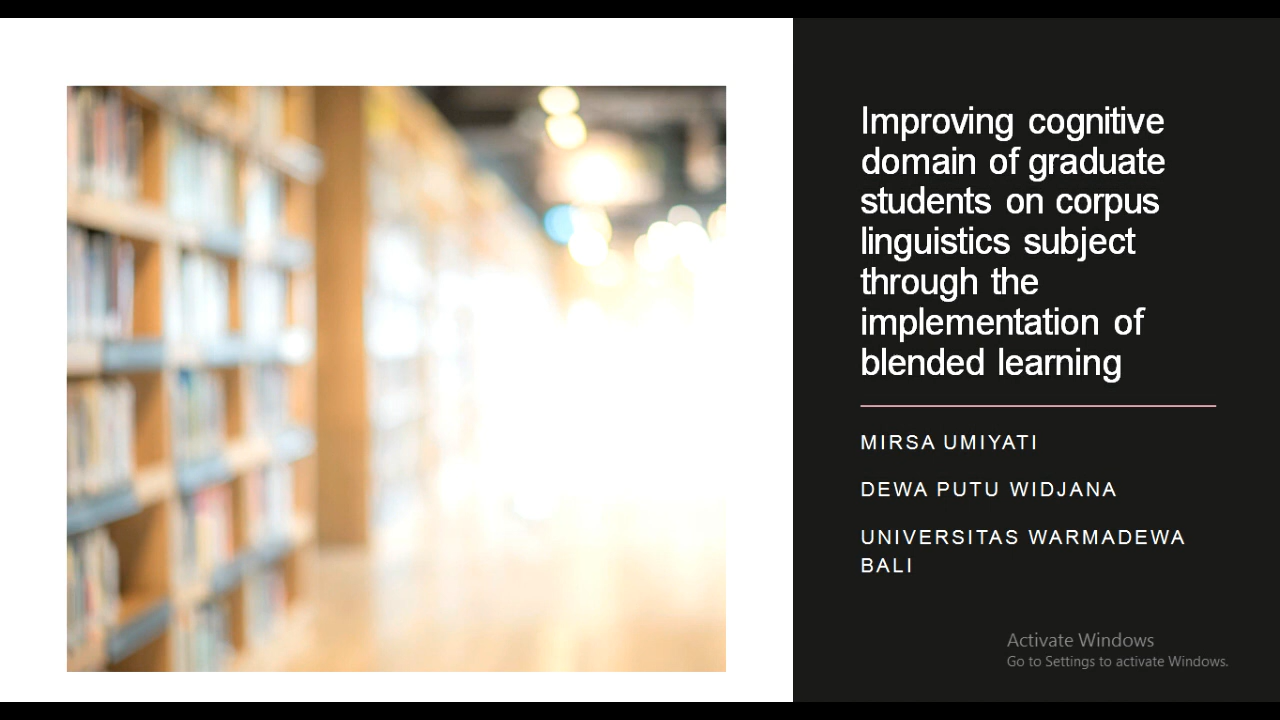 Improving cognitive
domain of graduate
students on corpus
linguistics subject
through the
implementation of
blended learning
MIRSA UMIYATI
DEWA PUTU WIDJANA
UNIVERSITAS WARMADEWA
BALI
Activate Windows
Go to Settings to activate Windows.